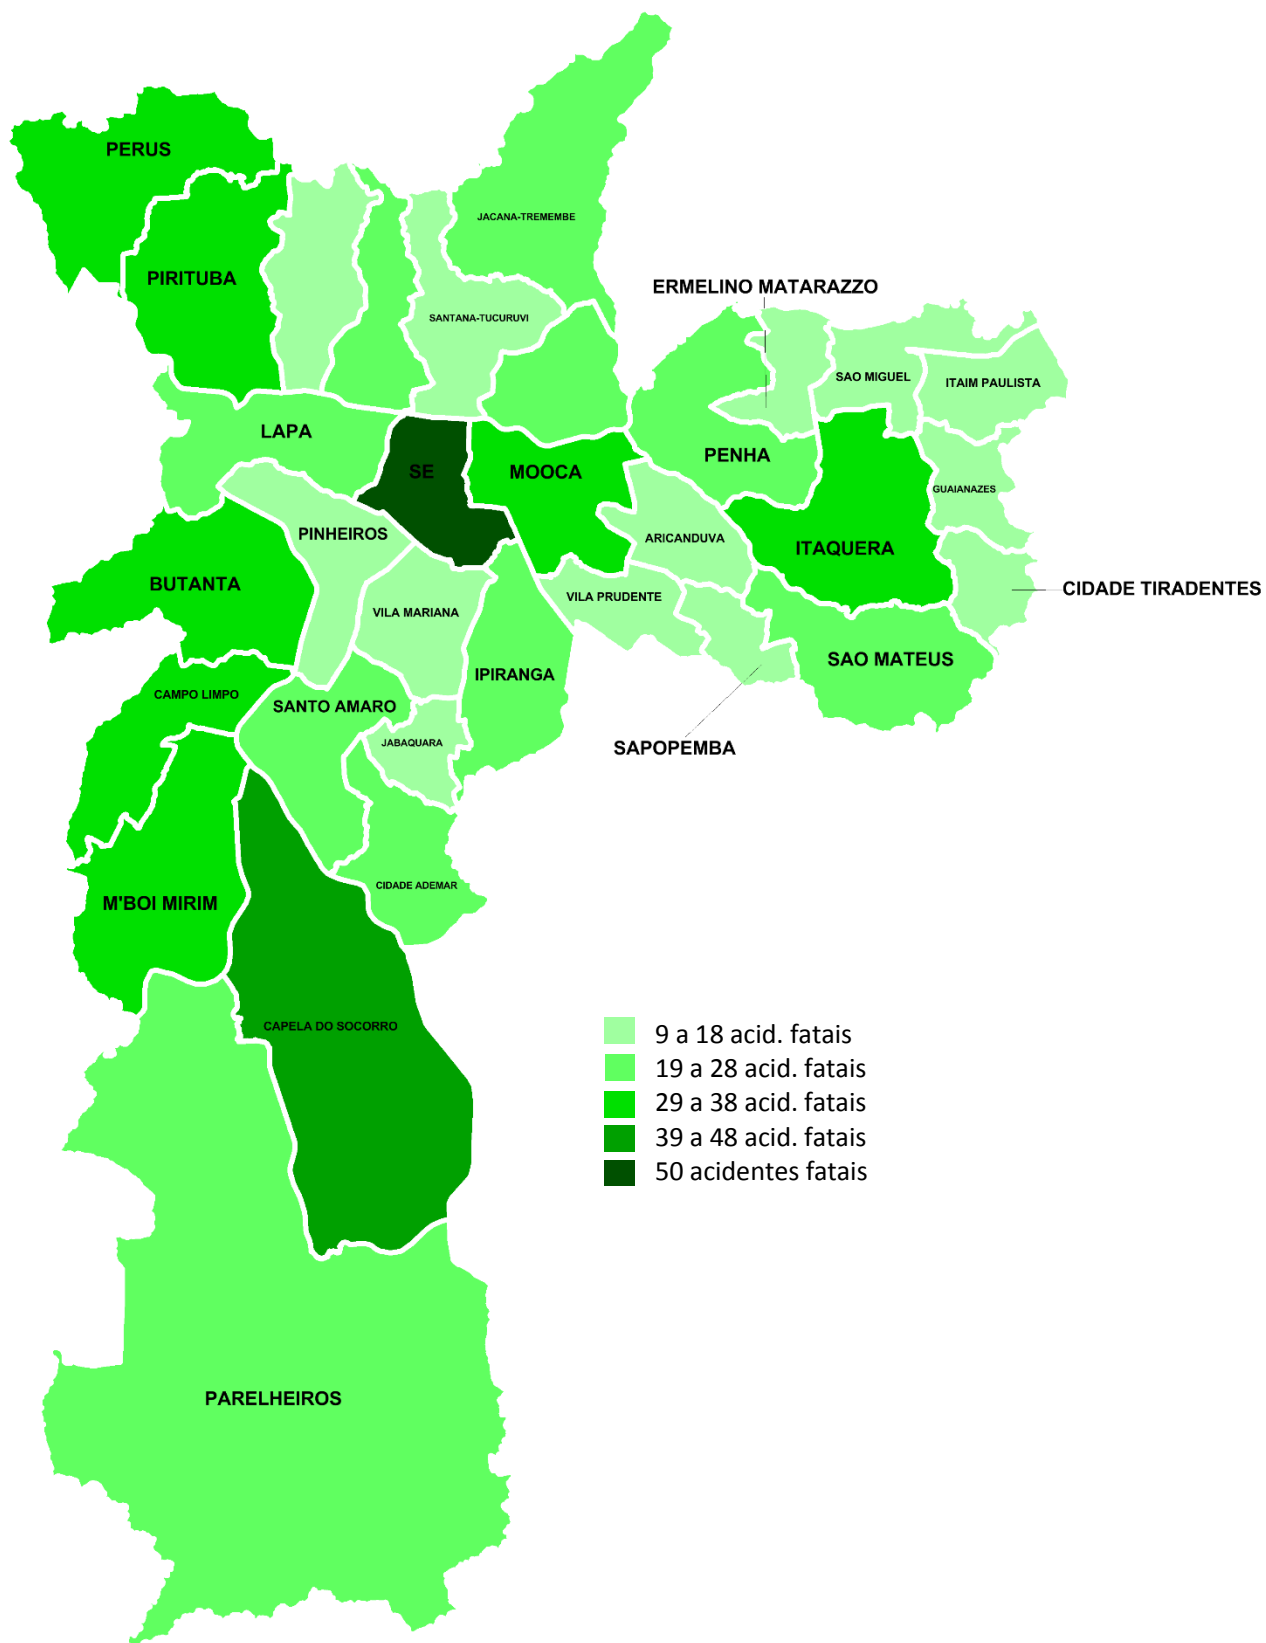 PERUS
JACANA-TREMEMBE
PIRITUBA
ERMELINO MATARAZZO
SANTANA-TUCURUVI
SAO MIGUEL
ITAIM PAULISTA
LAPA
PENHA
SE
MOOCA
GUAIANAZES
PINHEIROS
ARICANDUVA
ITAQUERA
BUTANTA
CIDADE TIRADENTES
VILA PRUDENTE
VILA MARIANA
SAO MATEUS
IPIRANGA
CAMPO LIMPO
SANTO AMARO
JABAQUARA
SAPOPEMBA
CIDADE ADEMAR
M'BOI MIRIM
CAPELA DO SOCORRO
9 a 18 acid. fatais
19 a 28 acid. fatais
29 a 38 acid. fatais
39 a 48 acid. fatais
50 acidentes fatais
PARELHEIROS